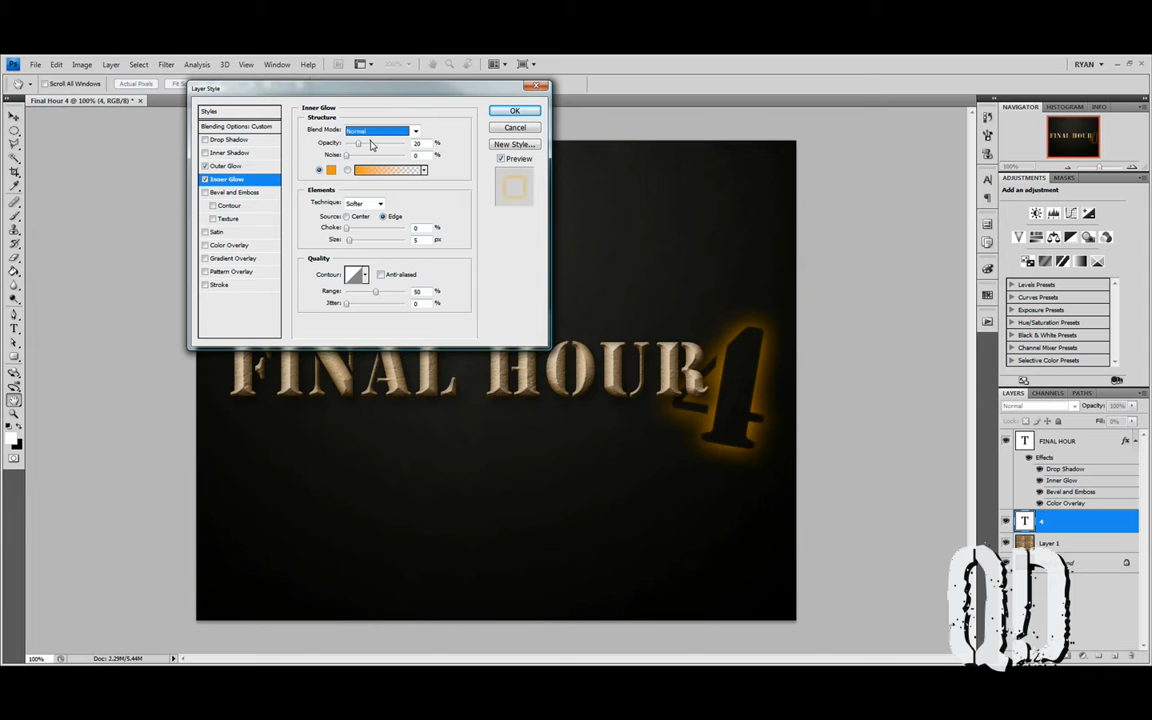 Ps File Edit Image Layer Select Filter Analysis 3D View Window Help 100% RYAN
Scroll All Windows Actual Pixels
Final Hour 4 @ 100% (4, RGB/8) *
Layer Style
Styles
Blending Options: Custom
Drop Shadow
Inner Shadow
Outer Glow
Inner Glow
Bevel and Emboss
Contour
Texture
Satin
Color Overlay
Gradient Overlay
Pattern Overlay
Stroke
Inner Glow
Structure
Blend Mode: Normal
Opacity: 20 %
Noise: 0 %
Elements
Technique: Softer
Source: Center Edge
Choke: 0 %
Size: 5 px
Quality
Contour: Anti-aliased
Range: 50 %
Jitter: 0 %
OK
Cancel
New Style...
Preview
FINAL HOUR
4
NAVIGATOR HISTOGRAM INFO
FINAL HOUR
100%
ADJUSTMENTS MASKS
Add an adjustment
Levels Presets
Curves Presets
Exposure Presets
Hue/Saturation Presets
Black & White Presets
Channel Mixer Presets
Selective Color Presets
LAYERS CHANNELS PATHS
Normal Opacity: 100%
Lock: Fill: 0%
T FINAL HOUR fx
Effects
Drop Shadow
Inner Glow
Bevel and Emboss
Color Overlay
T 4
Layer 1
QD
100% Doc: 2.29M/5.44M